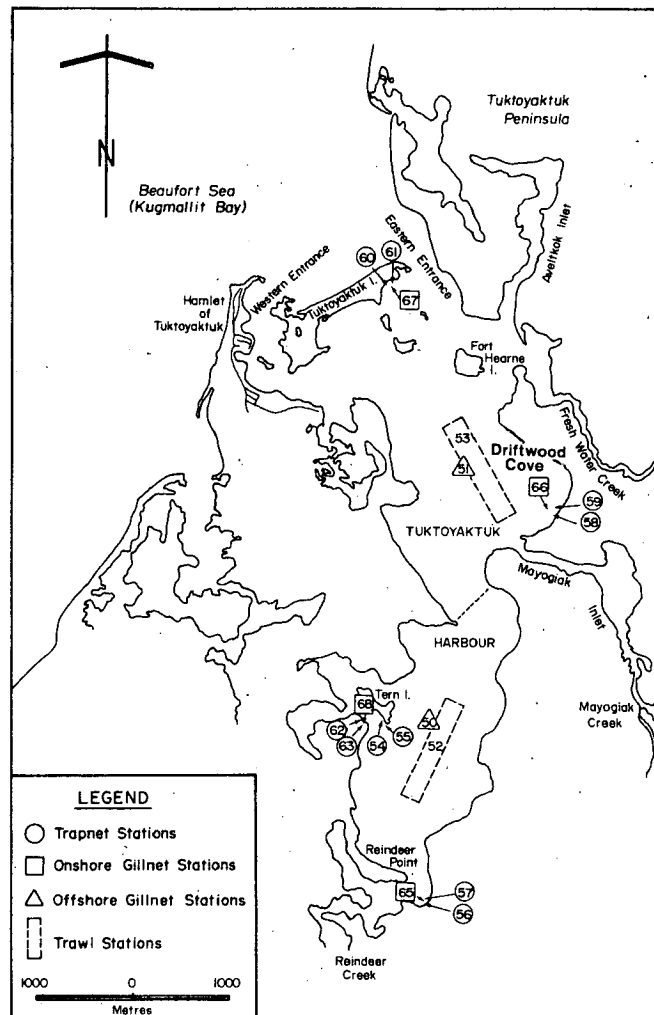 Tuktoyaktuk
Peninsula
N
Beaufort Sea
(Kugmallit Bay)
Aveltkok Inlet
Eastern Entrance
60
61
Western Entrance
67
Tuktoyaktuk I.
Hamlet
of
Tuktoyaktuk
Fort
Hearne
I.
Fresh Water Creek
53
51
Driftwood
Cove
66
59
58
TUKTOYAKTUK
Mayogiak
Inlet
HARBOUR
Tern I.
68
62
63
54
55
50
52
Mayogiak
Creek
Reindeer
Point
65
57
56
Reindeer
Creek
LEGEND
Trapnet Stations
Onshore Gillnet Stations
Offshore Gillnet Stations
Trawl Stations
1000 0 1000
Metres